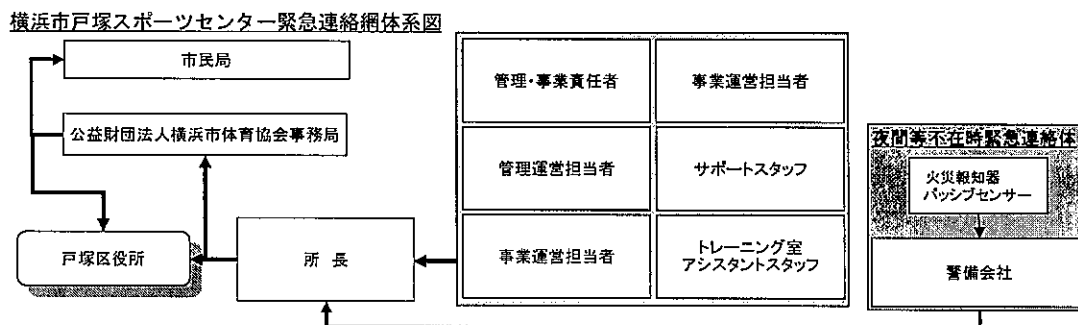 横浜市戸塚スポーツセンター緊急連絡網体系図
市民局
公益財団法人横浜市体育協会事務局
戸塚区役所
所 長
管理・事業責任者
事業運営担当者
管理運営担当者
サポートスタッフ
事業運営担当者
トレーニング室
アシスタントスタッフ
夜間等不在時緊急連絡体
火災報知器
パッシブセンサー
警備会社